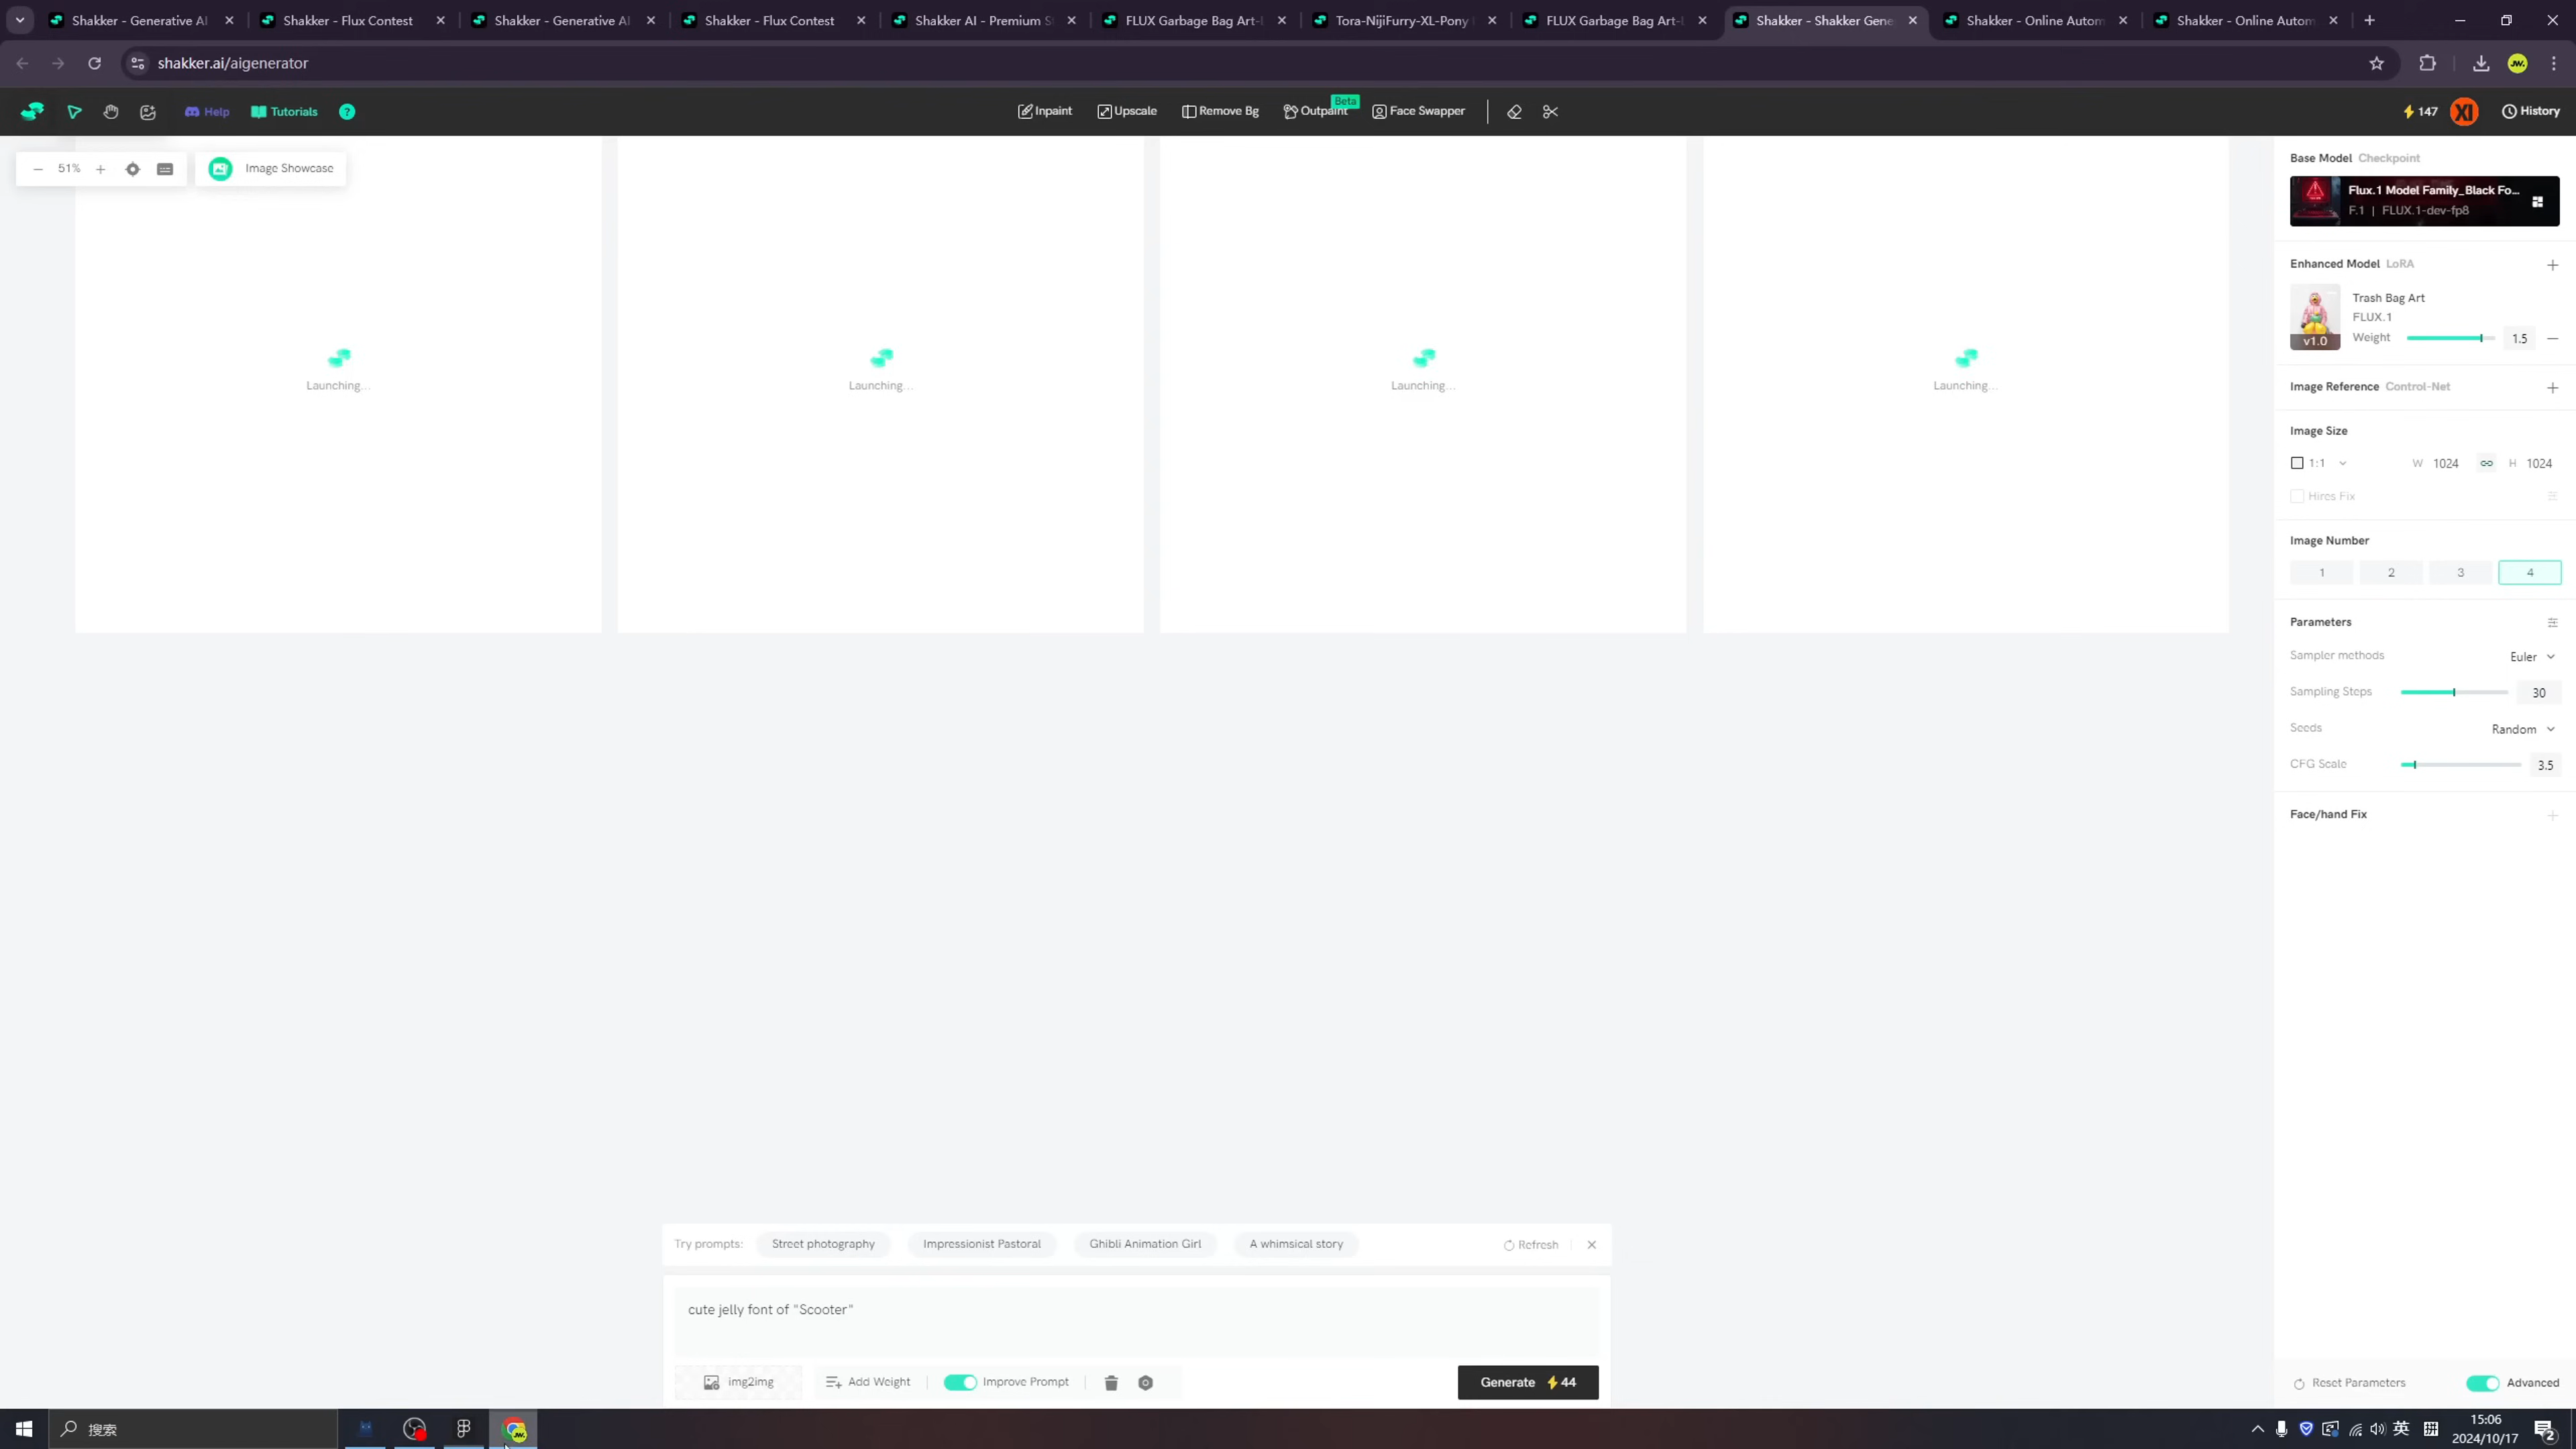 Shakker - Generative AI
Shakker - Flux Contest
Shakker - Generative AI
Shakker - Flux Contest
Shakker AI - Premium S
FLUX Garbage Bag Art-
Tora-NijiFurry-XL-Pony
FLUX Garbage Bag Art-
Shakker - Shakker Gene
Shakker - Online Autom
Shakker - Online Autom
shakker.ai/aigenerator
Help
Tutorials
Inpaint
Upscale
Remove Bg
Outpaint
Beta
Face Swapper
147
XI
History
51%
Image Showcase
Launching...
Launching...
Launching...
Launching...
Base Model Checkpoint
Flux.1 Model Family_Black Fo...
F.1 | FLUX.1-dev-fp8
Enhanced Model LoRA
Trash Bag Art
FLUX.1
v1.0
Weight 1.5
Image Reference Control-Net
Image Size
1:1 W 1024 H 1024
Hires Fix
Image Number
1 2 3 4
Parameters
Sampler methods Euler
Sampling Steps 30
Seeds Random
CFG Scale 3.5
Face/hand Fix
Try prompts: Street photography Impressionist Pastoral Ghibli Animation Girl A whimsical story Refresh
cute jelly font of "Scooter"
img2img Add Weight Improve Prompt Generate 44
Reset Parameters Advanced
搜索
英
拼
15:06
2024/10/17
2